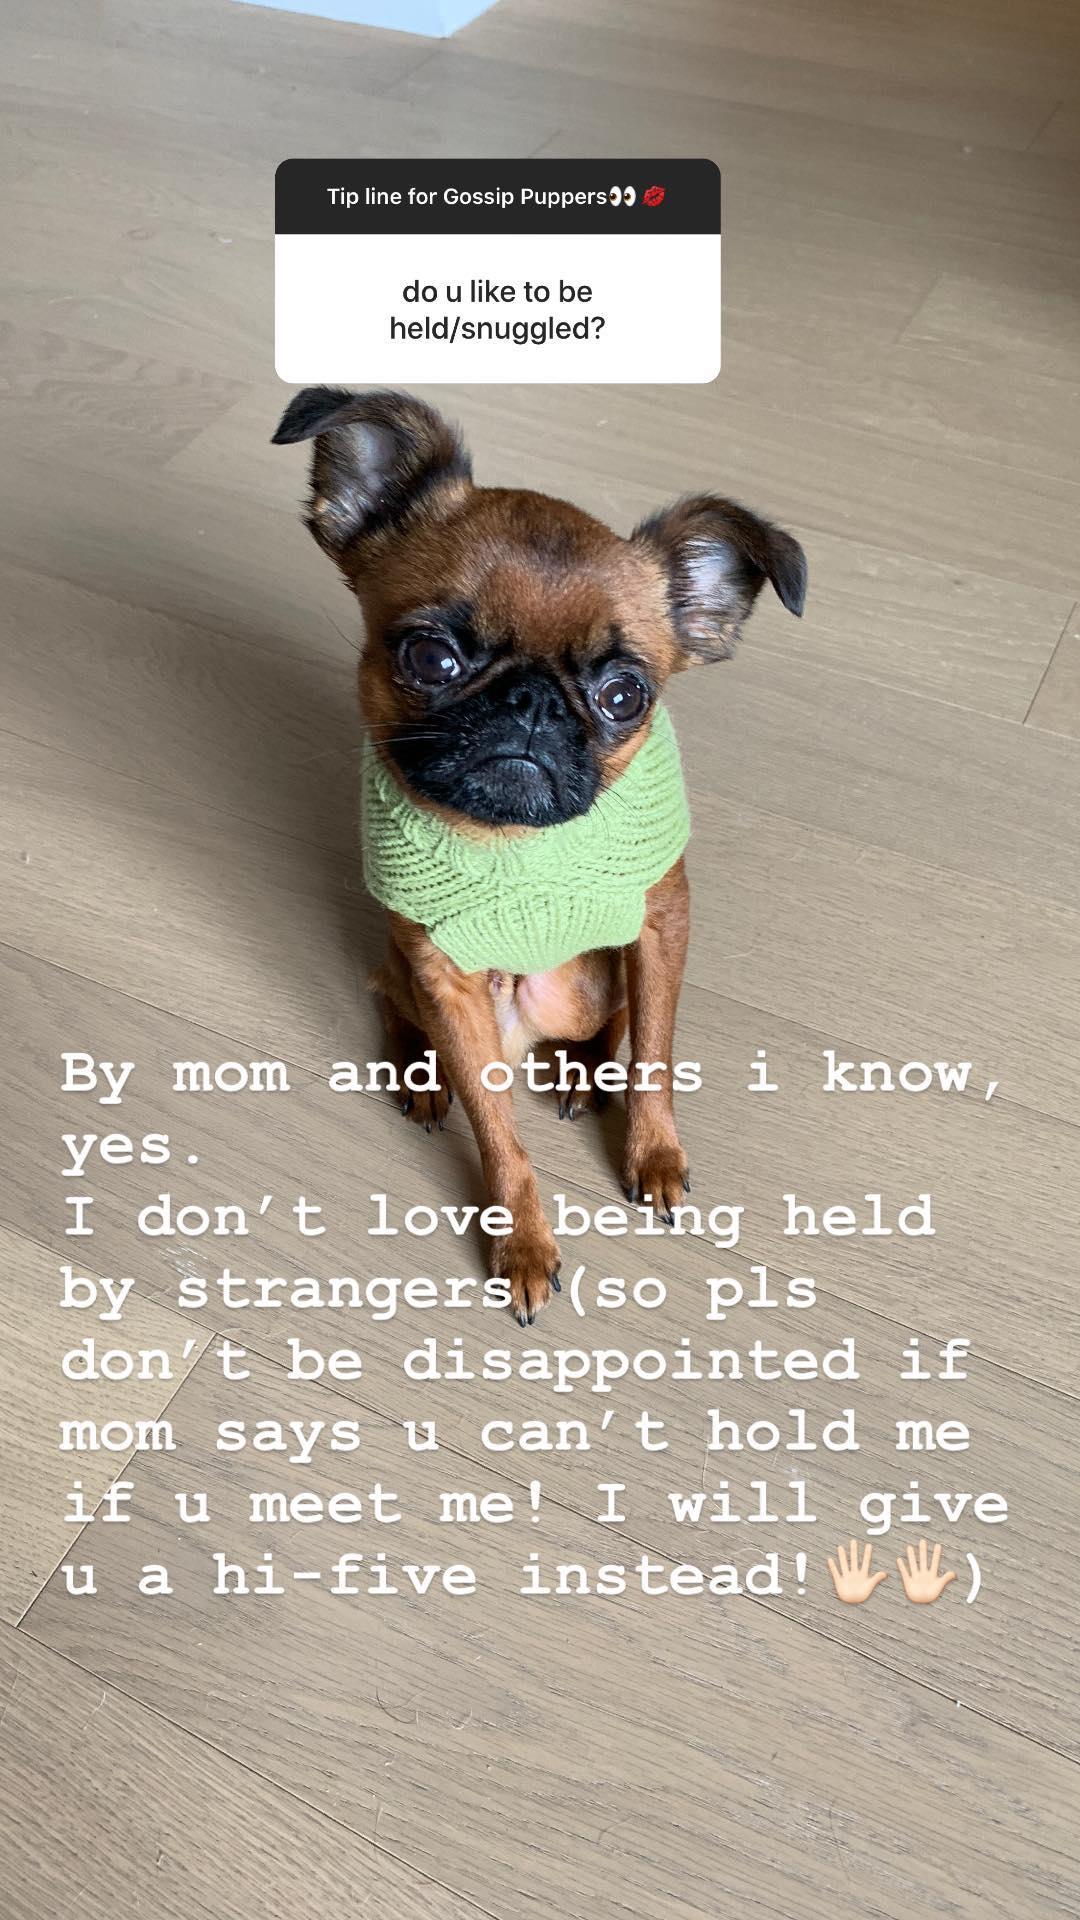 Tip line for Gossip Puppers👀💋
do u like to be
held/snuggled?
By mom and others i know,
yes.
I don’t love being held
by strangers (so pls
don’t be disappointed if
mom says u can’t hold me
if u meet me! I will give
u a hi-five instead!🖐🏻🖐🏻)